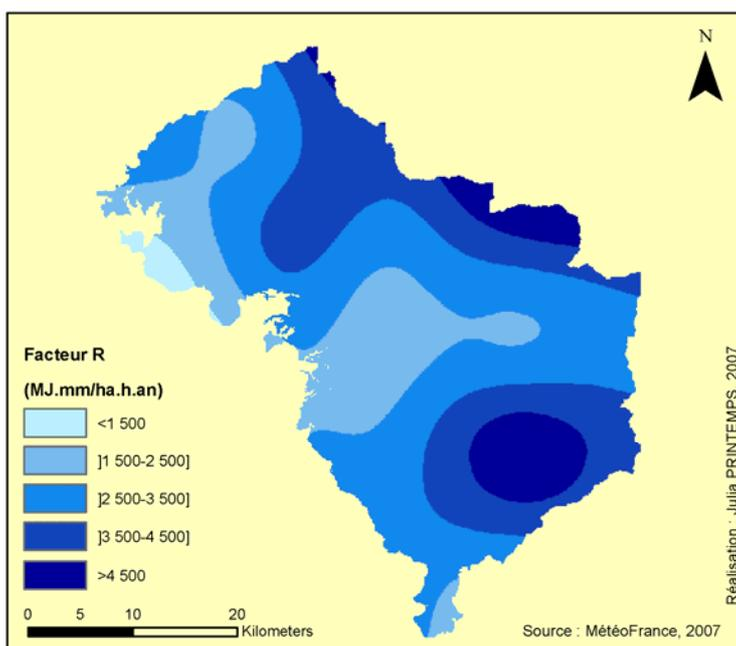 N
Facteur R
(MJ.mm/ha.h.an)
<1 500
]1 500-2 500]
]2 500-3 500]
]3 500-4 500]
>4 500
0 5 10 20
Kilometers
Source : MétéoFrance, 2007
Réalisation : Julia PRINTEMPS, 2007